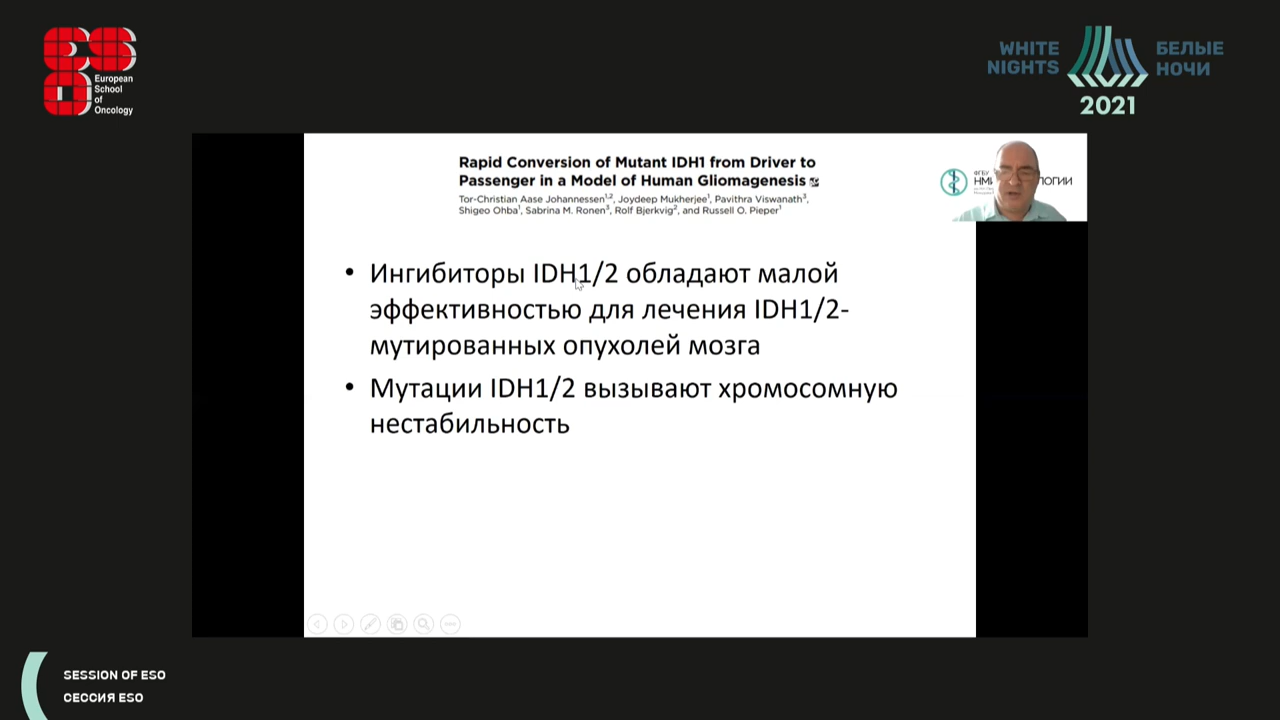 European
School
of
Oncology
WHITE
NIGHTS
БЕЛЫЕ
НОЧИ
2021
Rapid Conversion of Mutant IDH1 from Driver to
Passenger in a Model of Human Gliomagenesis
Tor-Christian Aase Johannessen1,2, Joydeep Mukherjee1, Pavithra Viswanath3,
Shigeo Ohba1, Sabrina M. Ronen3, Rolf Bjerkvig2, and Russell O. Pieper1
ФГБУ
• Ингибиторы IDH1/2 обладают малой
эффективностью для лечения IDH1/2-
мутированных опухолей мозга
• Мутации IDH1/2 вызывают хромосомную
нестабильность
SESSION OF ESO
СЕССИЯ ESO